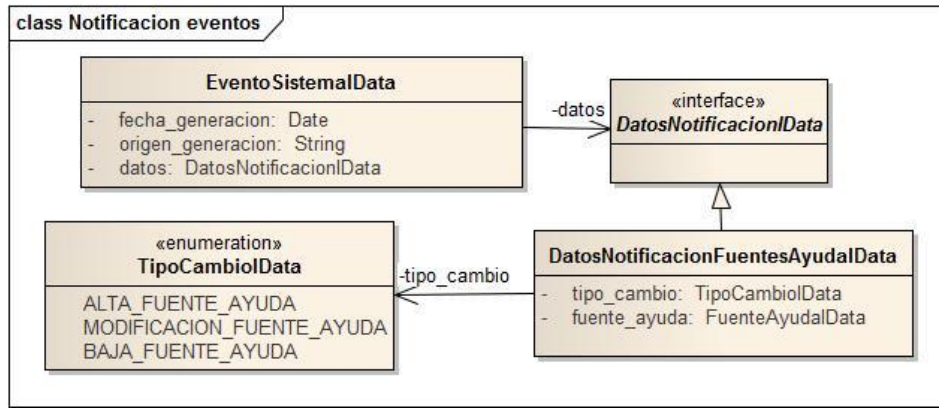 class Notificacion eventos
EventoSistemaIData
- fecha_generacion: Date
- origen_generacion: String
- datos: DatosNotificacionIData
-datos
«interface»
DatosNotificacionIData
«enumeration»
TipoCambioIData
ALTA_FUENTE_AYUDA
MODIFICACION_FUENTE_AYUDA
BAJA_FUENTE_AYUDA
-tipo_cambio
DatosNotificacionFuentesAyudaIData
- tipo_cambio: TipoCambioIData
- fuente_ayuda: FuenteAyudaIData